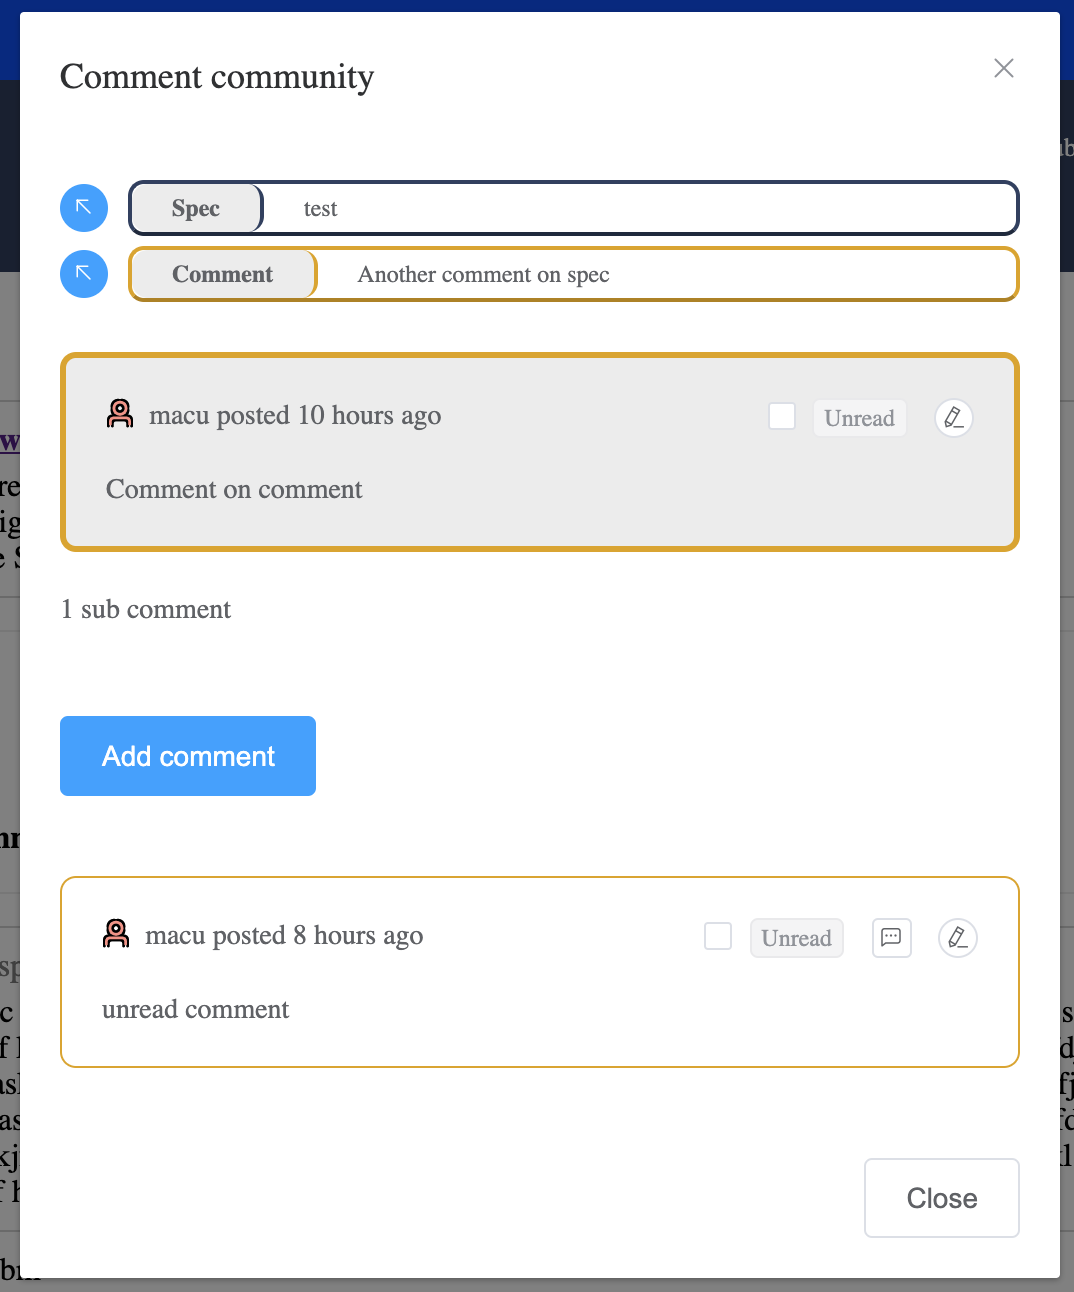 Comment community
Spec test
Comment Another comment on spec
macu posted 10 hours ago Unread
Comment on comment
1 sub comment
Add comment
macu posted 8 hours ago Unread
unread comment
Close